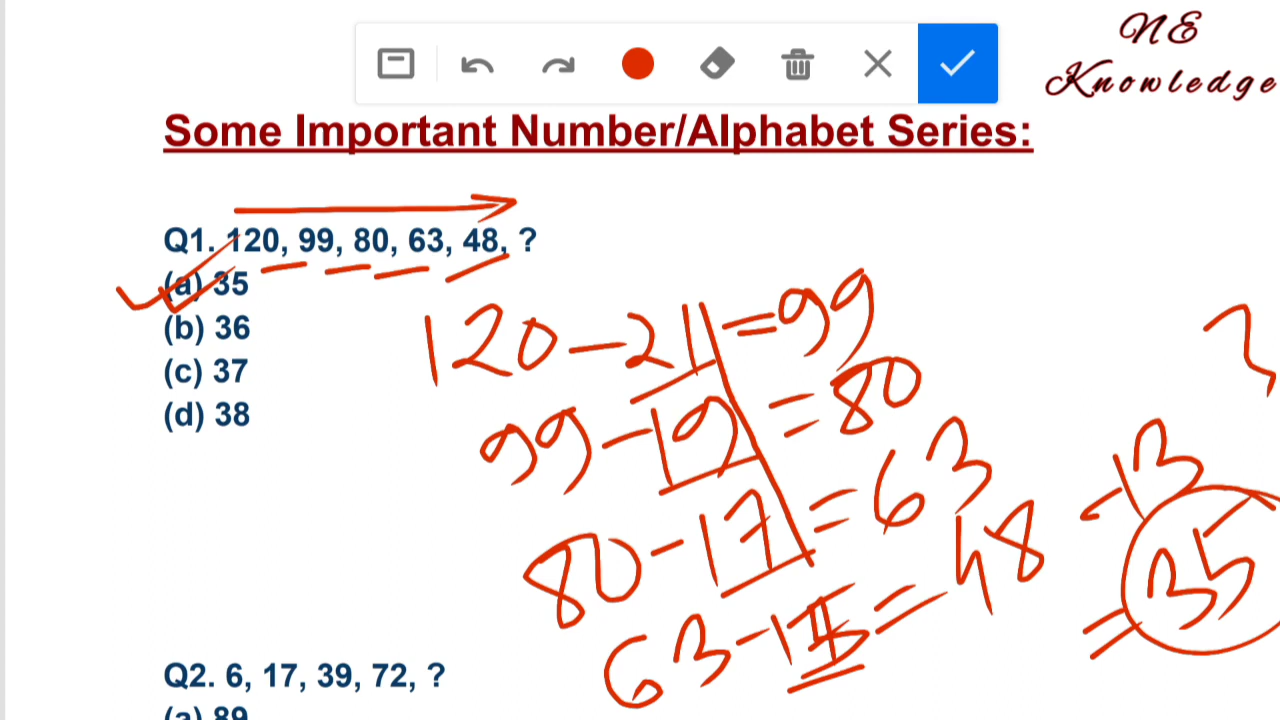 NE
Knowledge
Some Important Number/Alphabet Series:
Q1. 120, 99, 80, 63, 48, ?
(a) 35
(b) 36
(c) 37
(d) 38
120-21=99
99-19=80
80-17=63
63-15=48
-13
=35
Q2. 6, 17, 39, 72, ?
(a) 89